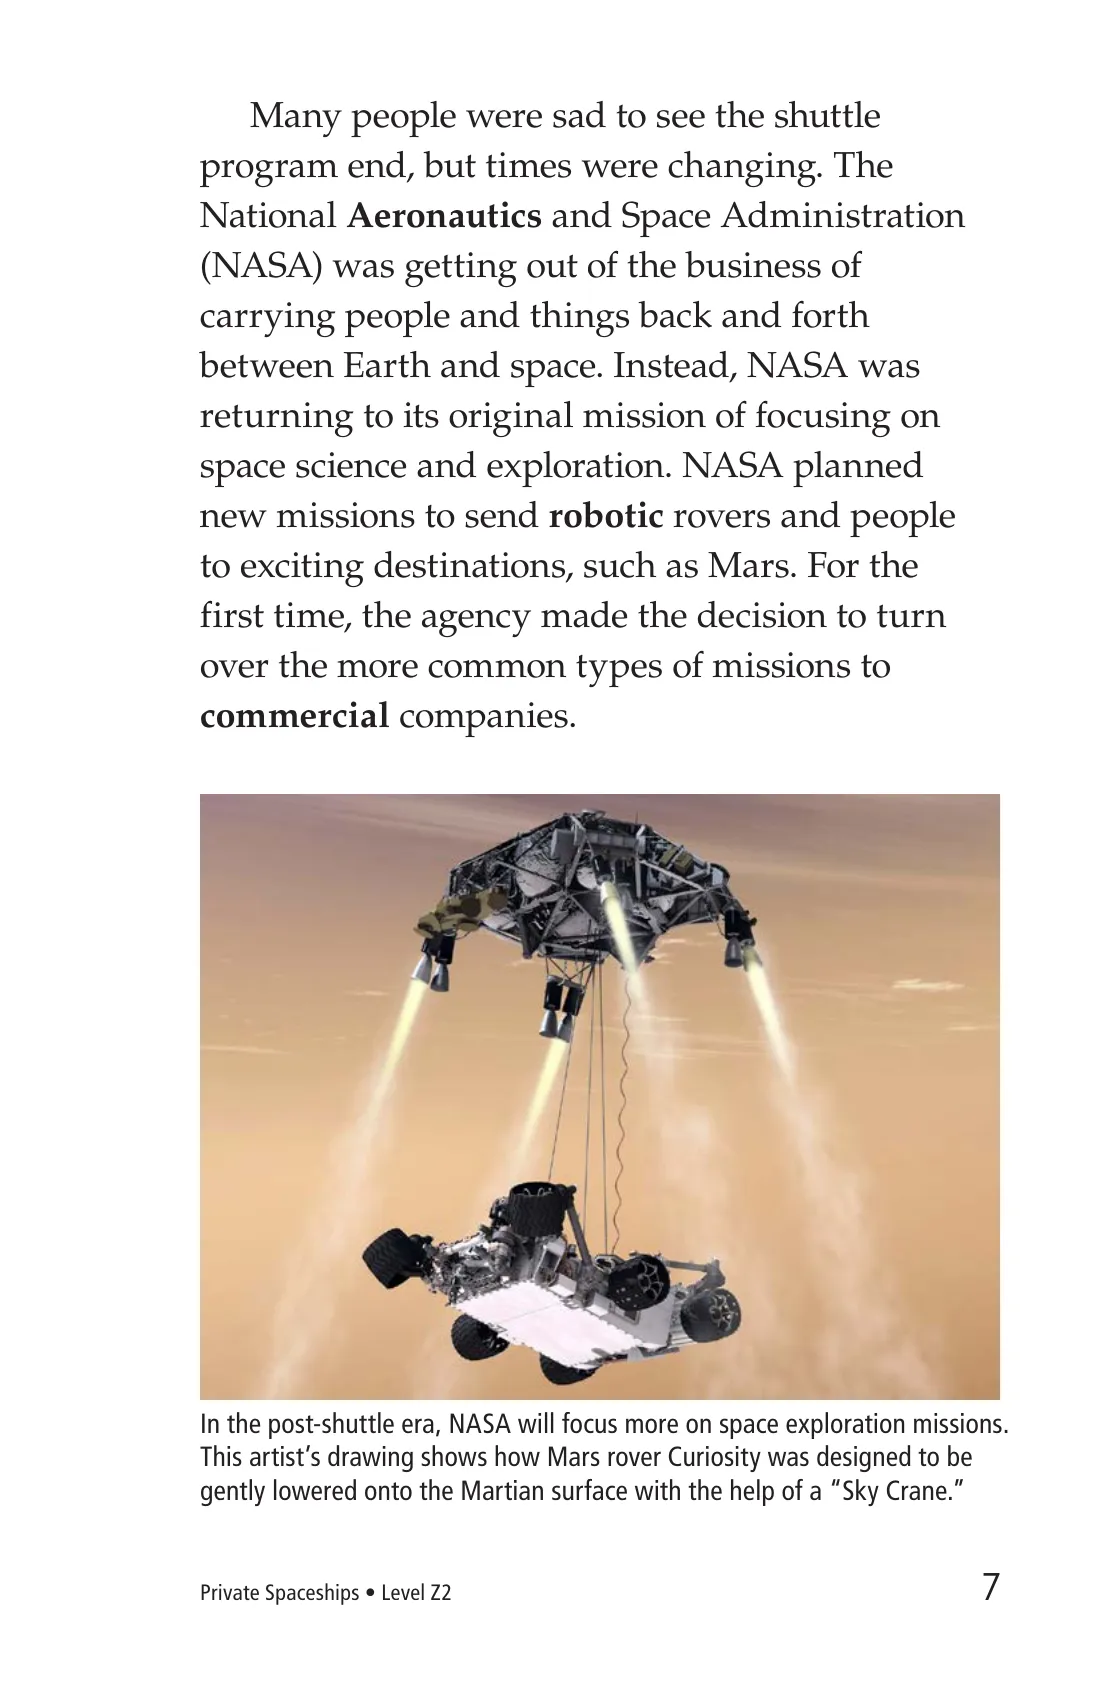 Many people were sad to see the shuttle
program end, but times were changing. The
National Aeronautics and Space Administration
(NASA) was getting out of the business of
carrying people and things back and forth
between Earth and space. Instead, NASA was
returning to its original mission of focusing on
space science and exploration. NASA planned
new missions to send robotic rovers and people
to exciting destinations, such as Mars. For the
first time, the agency made the decision to turn
over the more common types of missions to
commercial companies.
In the post-shuttle era, NASA will focus more on space exploration missions.
This artist’s drawing shows how Mars rover Curiosity was designed to be
gently lowered onto the Martian surface with the help of a “Sky Crane.”
Private Spaceships • Level Z2
7